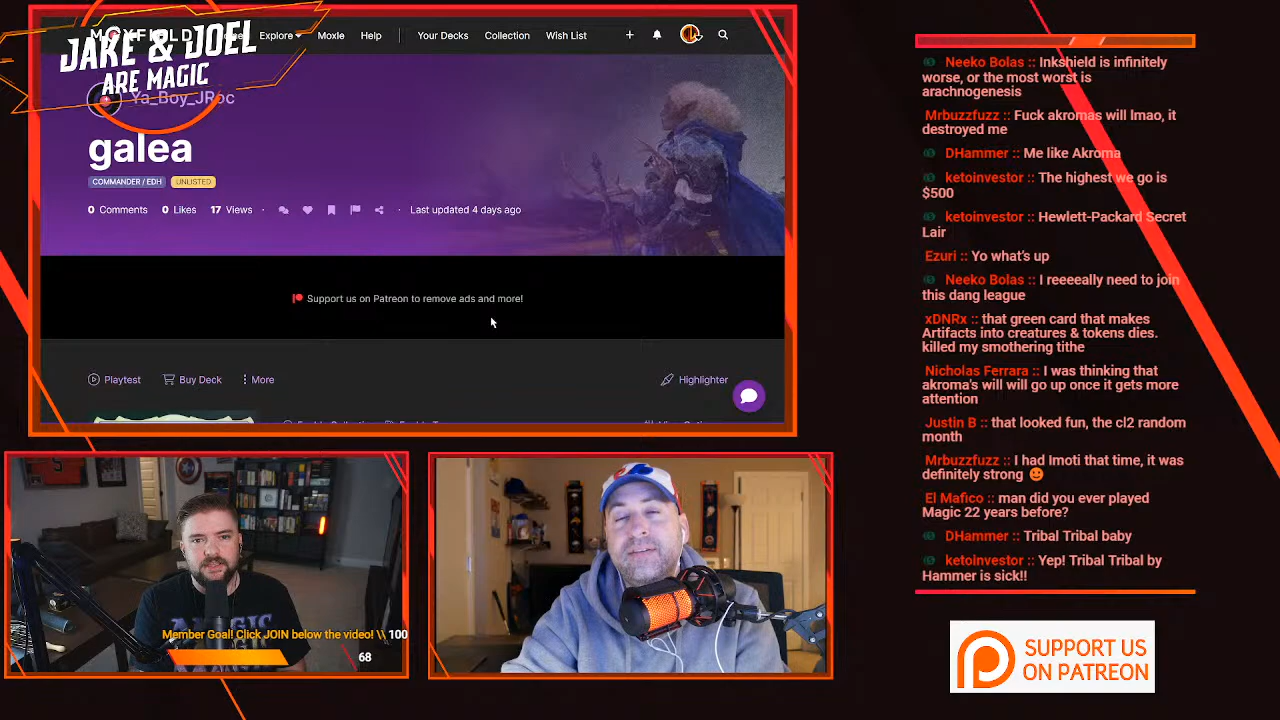 JAKE & JOEL
ARE MAGIC
Explore
Moxle
Help
Your Decks
Collection
Wish List
Ya_Boy_JRoc
galea
COMMANDER / EDH
UNLISTED
0 Comments
0 Likes
17 Views
Last updated 4 days ago
Support us on Patreon to remove ads and more!
Playtest
Buy Deck
More
Highlighter
Member Goal! Click JOIN below the video! \\ 100
68
Neeko Bolas :: Inkshield is infinitely
worse, or the most worst is
arachnogenesis
Mrbuzzfuzz :: Fuck akromas will lmao, it
destroyed me
DHammer :: Me like Akroma
ketoinvestor :: The highest we go is
$500
ketoinvestor :: Hewlett-Packard Secret
Lair
Ezuri :: Yo what's up
Neeko Bolas :: I reeeeally need to join
this dang league
xDNRx :: that green card that makes
Artifacts into creatures & tokens dies.
killed my smothering tithe
Nicholas Ferrara :: I was thinking that
akroma's will will go up once it gets more
attention
Justin B :: that looked fun, the cl2 random
month
Mrbuzzfuzz :: I had Imoti that time, it was
definitely strong
El Mafico :: man did you ever played
Magic 22 years before?
DHammer :: Tribal Tribal baby
ketoinvestor :: Yep! Tribal Tribal by
Hammer is sick!!
SUPPORT US
ON PATREON